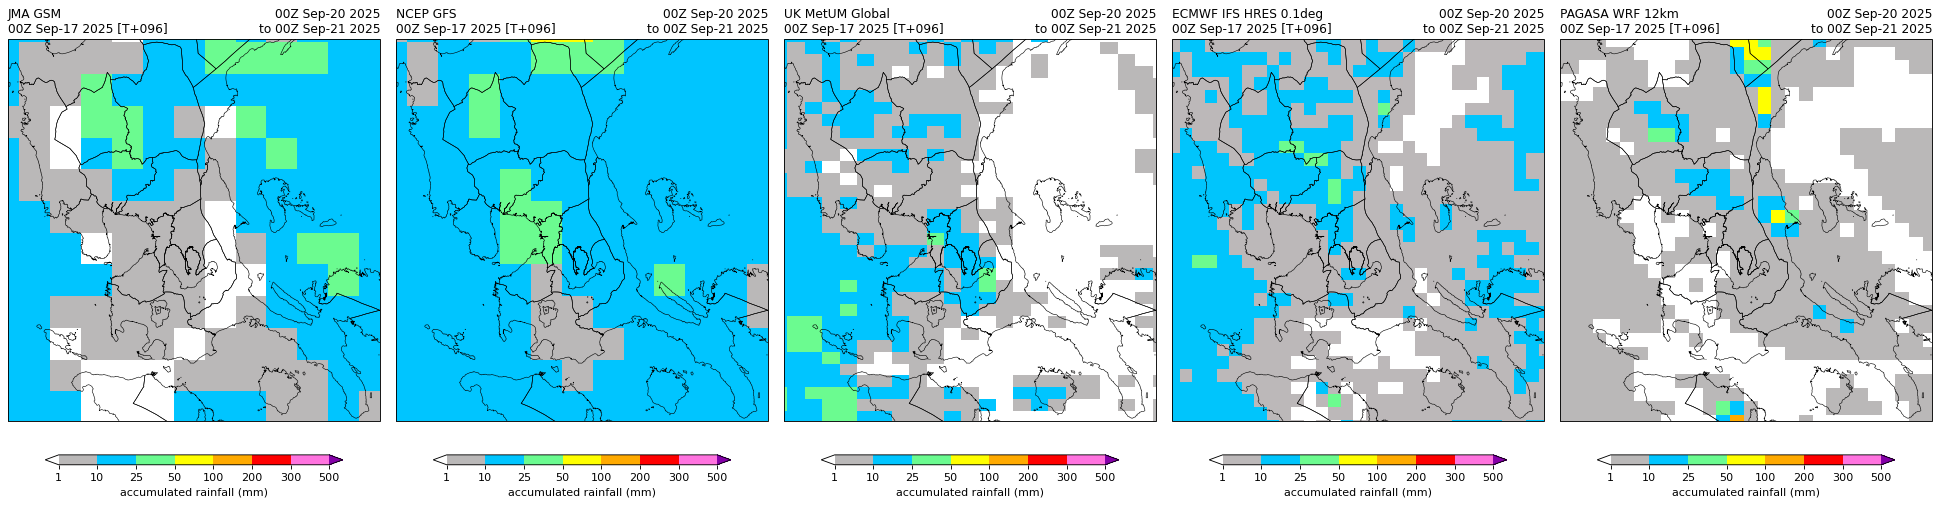 JMA GSM 00Z Sep-20 2025
00Z Sep-17 2025 [T+096] to 00Z Sep-21 2025
1 10 25 50 100 200 300 500
accumulated rainfall (mm)
NCEP GFS 00Z Sep-20 2025
00Z Sep-17 2025 [T+096] to 00Z Sep-21 2025
1 10 25 50 100 200 300 500
accumulated rainfall (mm)
UK MetUM Global 00Z Sep-20 2025
00Z Sep-17 2025 [T+096] to 00Z Sep-21 2025
1 10 25 50 100 200 300 500
accumulated rainfall (mm)
ECMWF IFS HRES 0.1deg 00Z Sep-20 2025
00Z Sep-17 2025 [T+096] to 00Z Sep-21 2025
1 10 25 50 100 200 300 500
accumulated rainfall (mm)
PAGASA WRF 12km 00Z Sep-20 2025
00Z Sep-17 2025 [T+096] to 00Z Sep-21 2025
1 10 25 50 100 200 300 500
accumulated rainfall (mm)